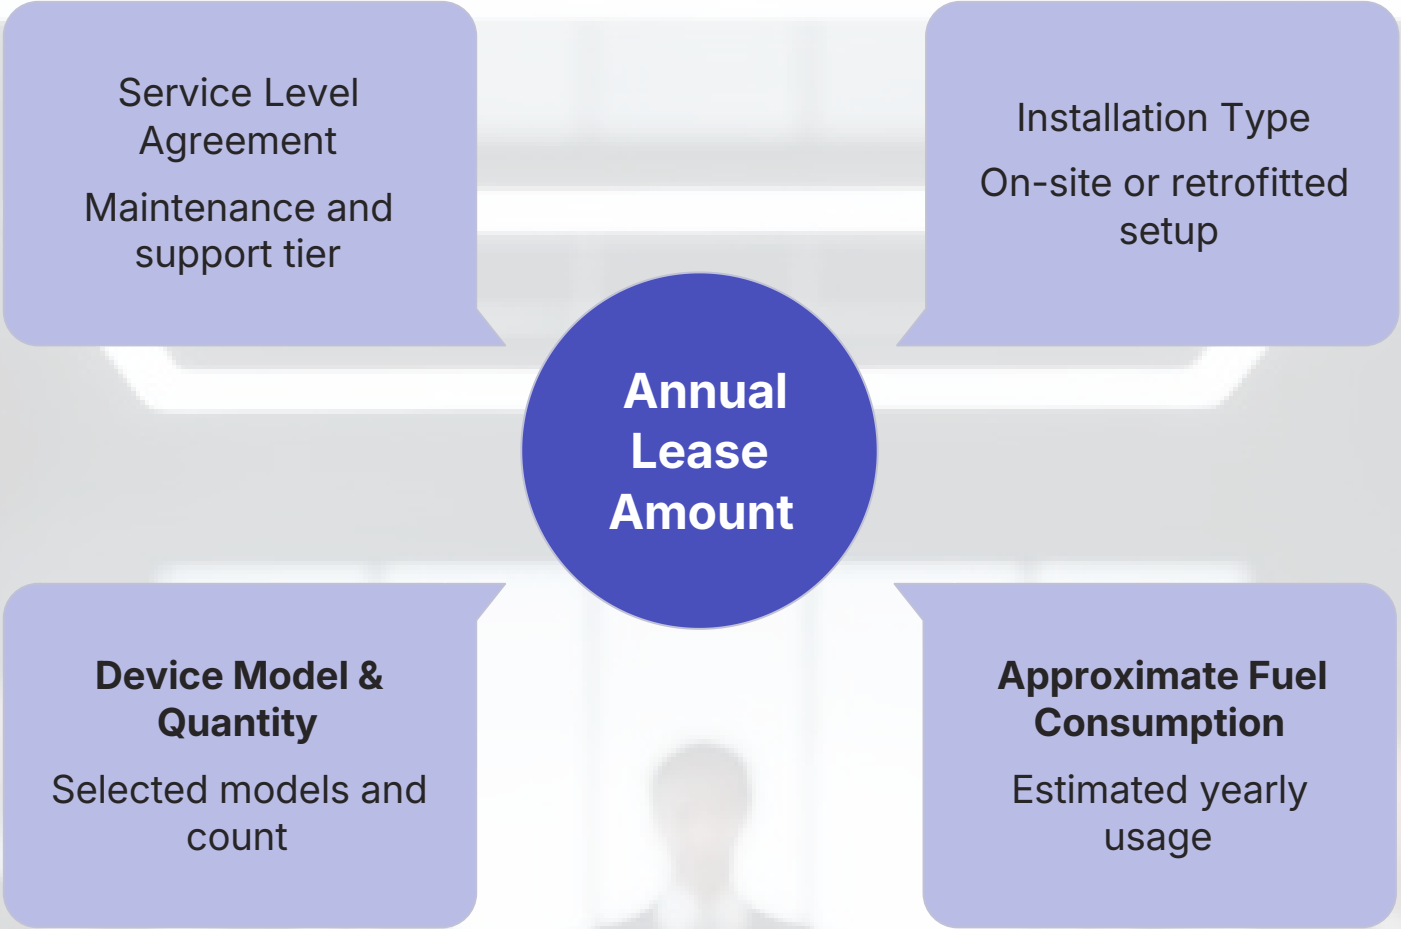 Service Level
Agreement
Maintenance and
support tier
Installation Type
On-site or retrofitted
setup
Annual
Lease
Amount
Device Model &
Quantity
Selected models and
count
Approximate Fuel
Consumption
Estimated yearly
usage